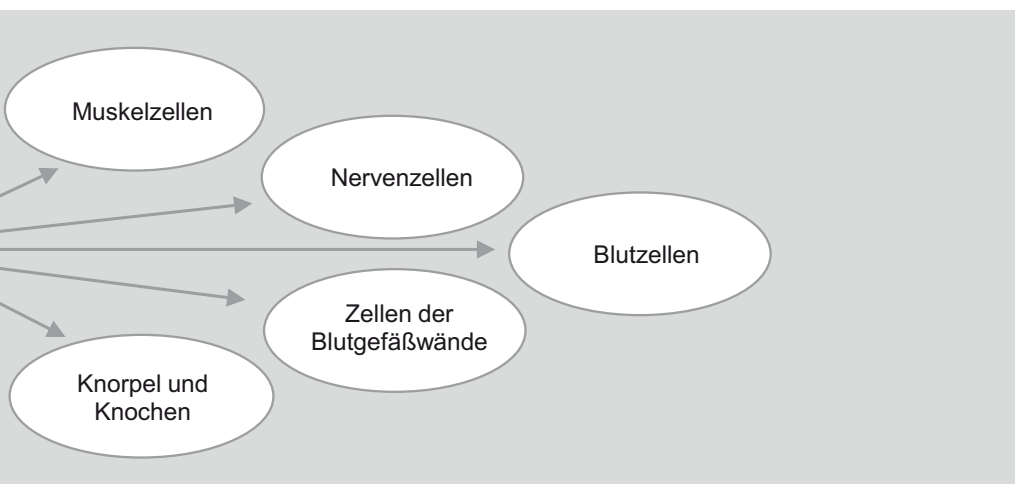 Muskelzellen
Nervenzellen
Blutzellen
Zellen der
Blutgefäßwände
Knorpel und
Knochen